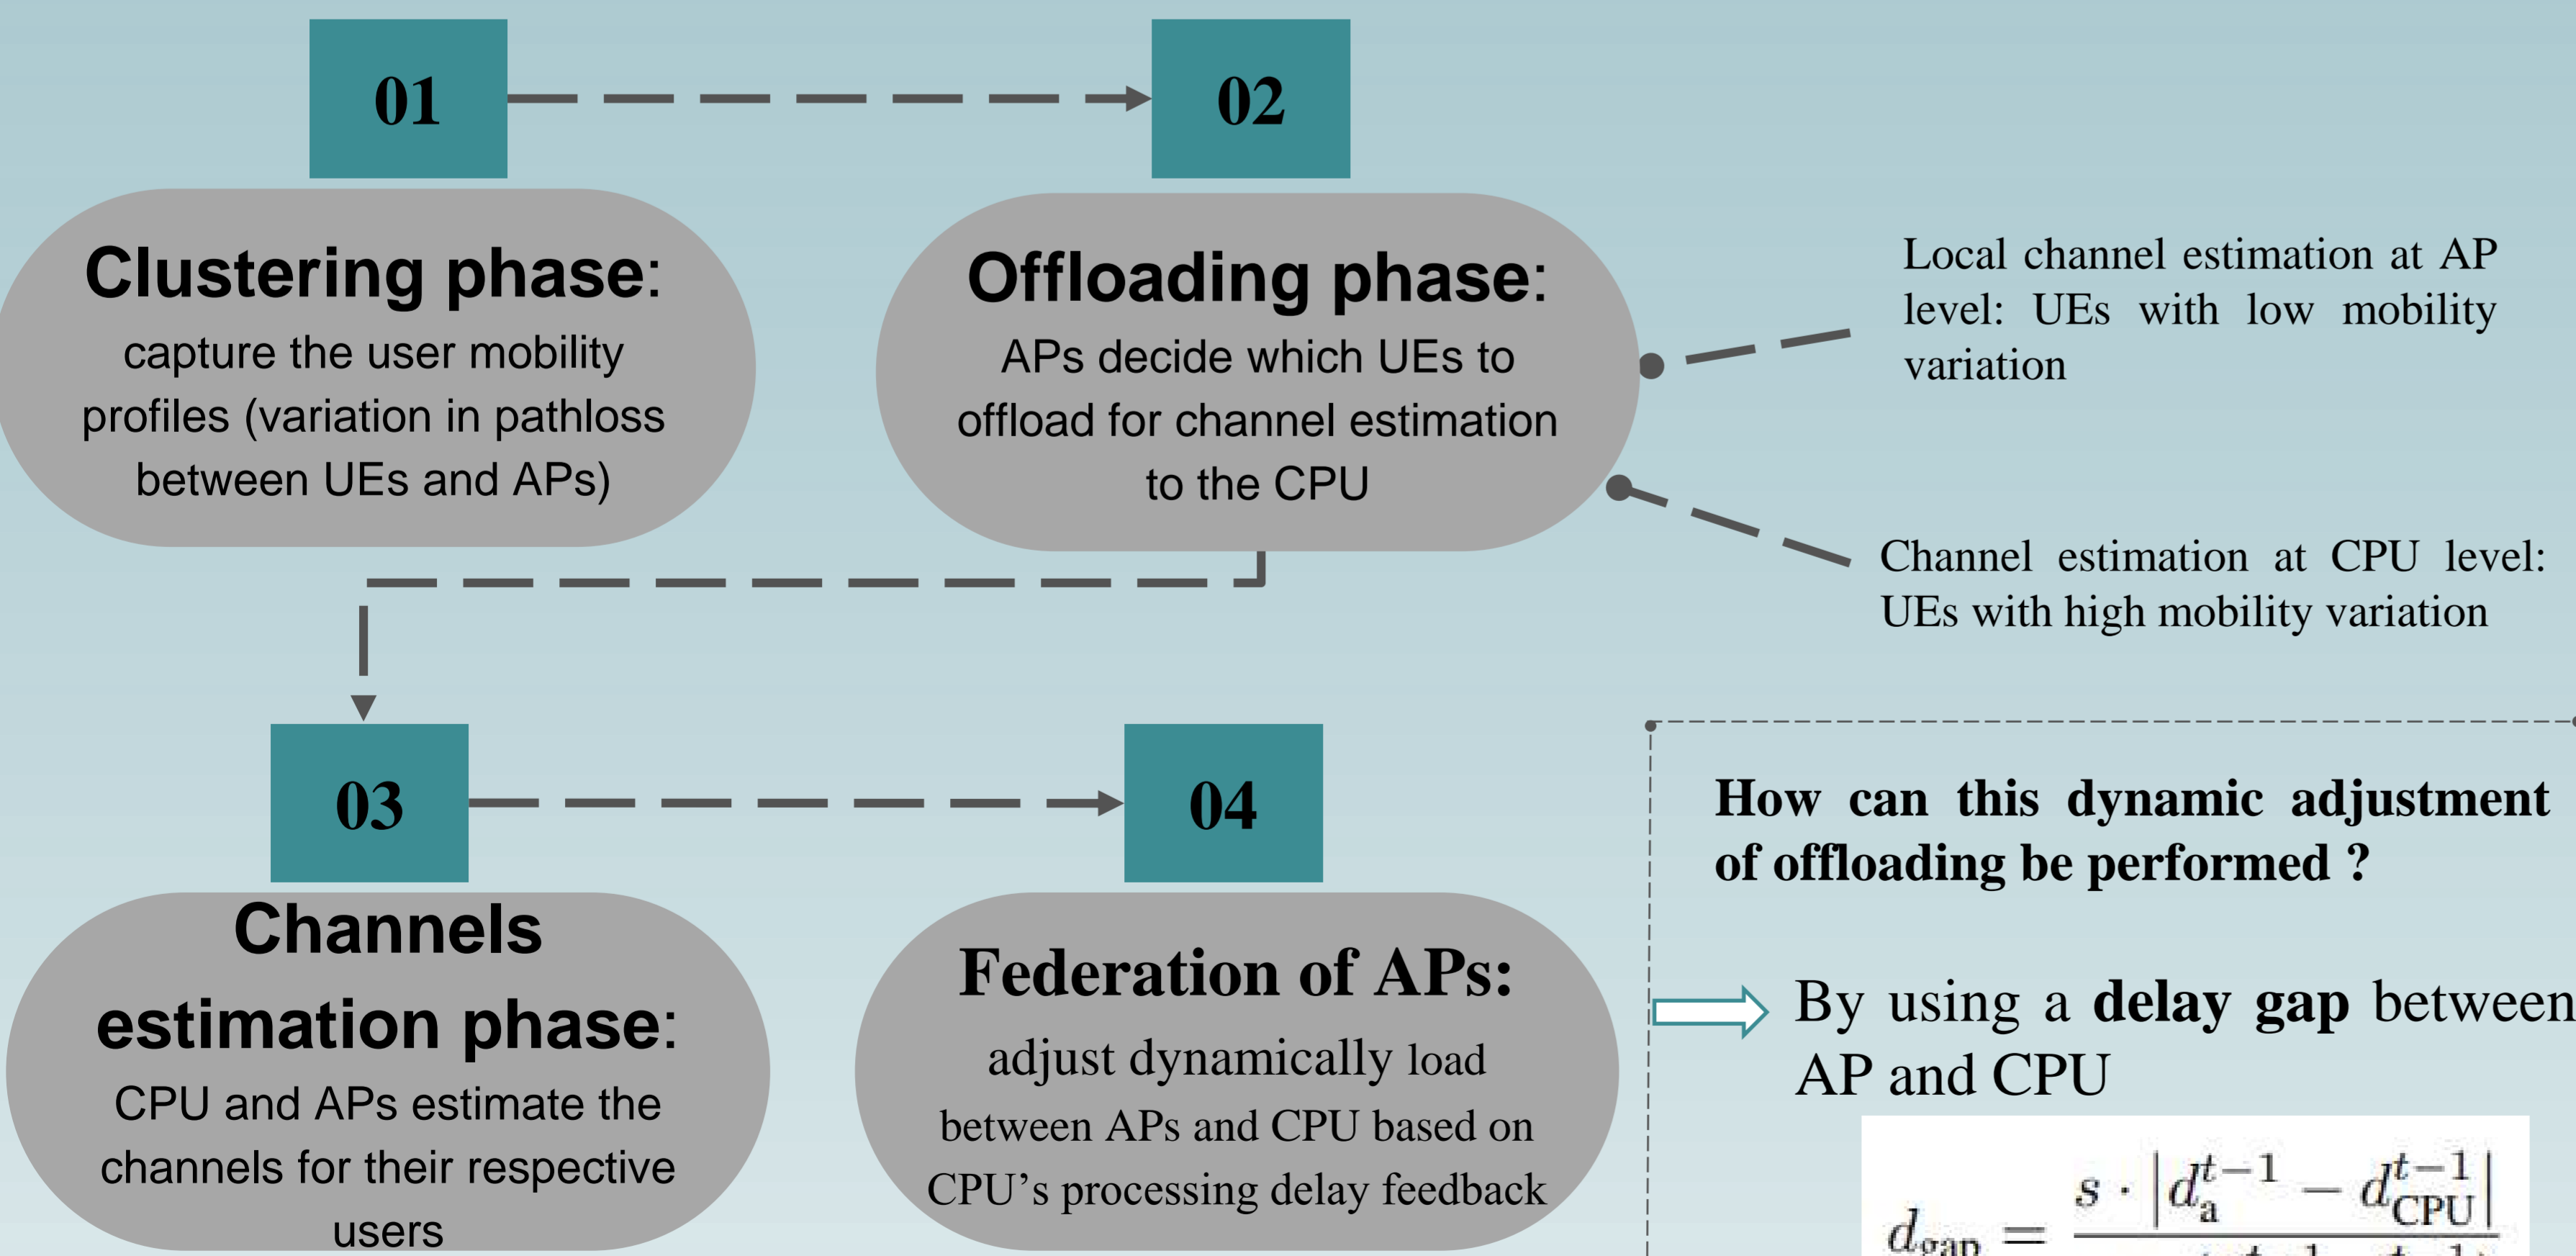 01
02
Clustering phase:
capture the user mobility
profiles (variation in pathloss
between UEs and APs)
Offloading phase:
APs decide which UEs to
offload for channel estimation
to the CPU
Local channel estimation at AP
level: UEs with low mobility
variation
Channel estimation at CPU level:
UEs with high mobility variation
03
04
Channels
estimation phase:
CPU and APs estimate the
channels for their respective
users
Federation of APs:
adjust dynamically load
between APs and CPU based on
CPU's processing delay feedback
How can this dynamic adjustment
of offloading be performed ?
By using a delay gap between
AP and CPU
s · |d_a^{t−1} − d_CPU^{t−1}|
d_gap =